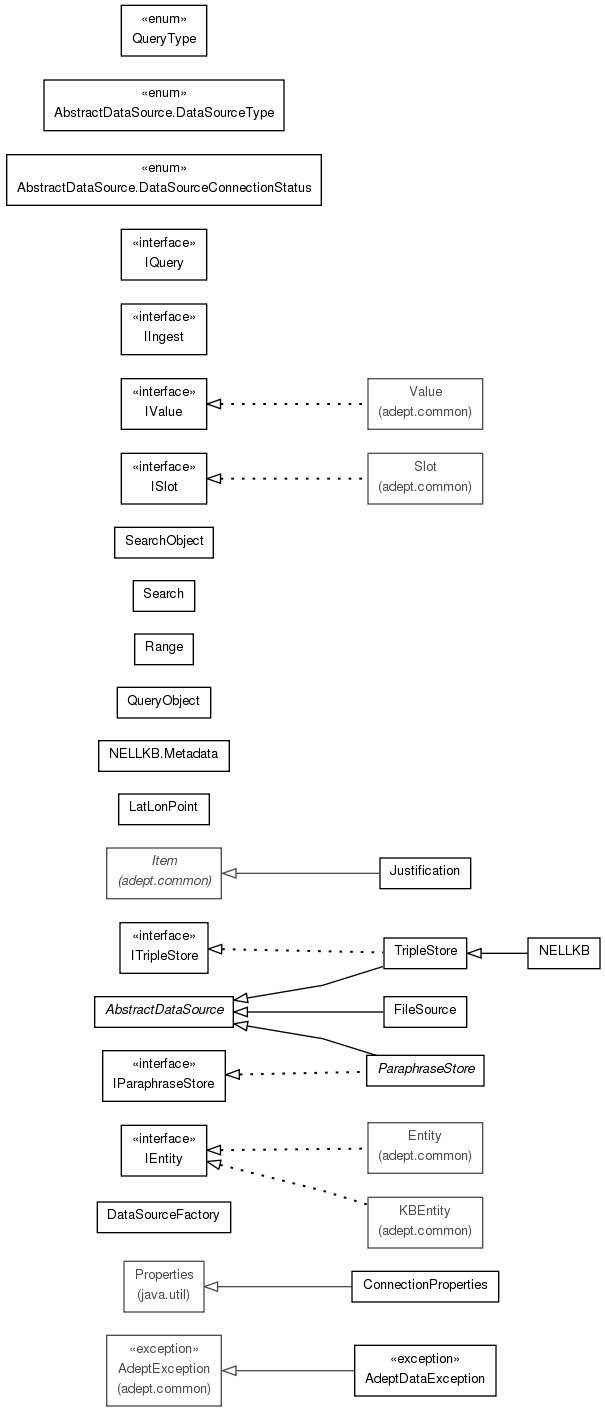 «enum»
QueryType
«enum»
AbstractDataSource.DataSourceType
«enum»
AbstractDataSource.DataSourceConnectionStatus
«interface»
IQuery
«interface»
IIngest
«interface»
IValue
Value
(adept.common)
«interface»
ISlot
Slot
(adept.common)
SearchObject
Search
Range
QueryObject
NELLKB.Metadata
LatLonPoint
Item
(adept.common)
Justification
«interface»
ITripleStore
TripleStore
NELLKB
AbstractDataSource
FileSource
«interface»
IParaphraseStore
ParaphraseStore
«interface»
IEntity
Entity
(adept.common)
KBEntity
(adept.common)
DataSourceFactory
Properties
(java.util)
ConnectionProperties
«exception»
AdeptException
(adept.common)
«exception»
AdeptDataException